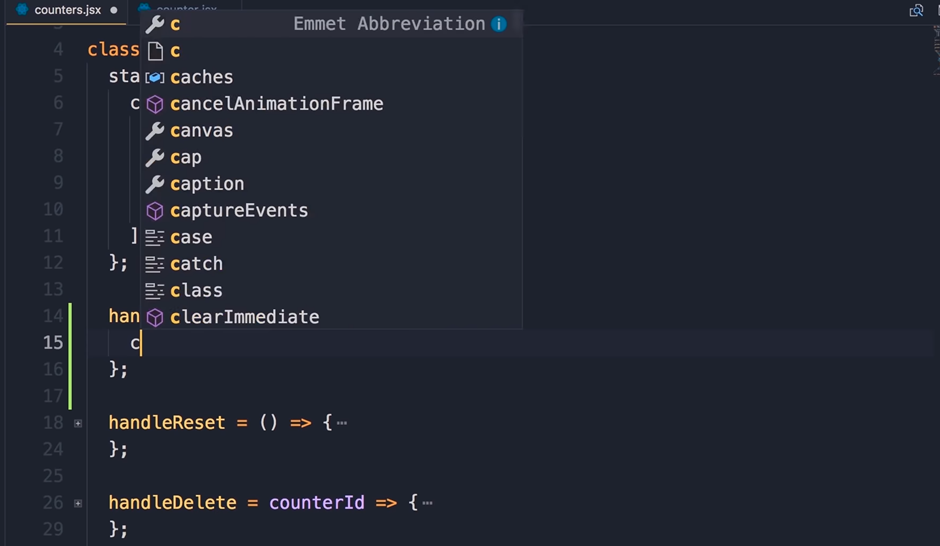 counters.jsx
counter.jsx
c Emmet Abbreviation
4 class
c
5 sta
caches
6 c
cancelAnimationFrame
7
canvas
8
cap
9
caption
10
captureEvents
11 ]
case
12 };
catch
13
class
14 han
clearImmediate
15 c
16 };
17
18 handleReset = () => {⋯
24 };
25
26 handleDelete = counterId => {⋯
29 };